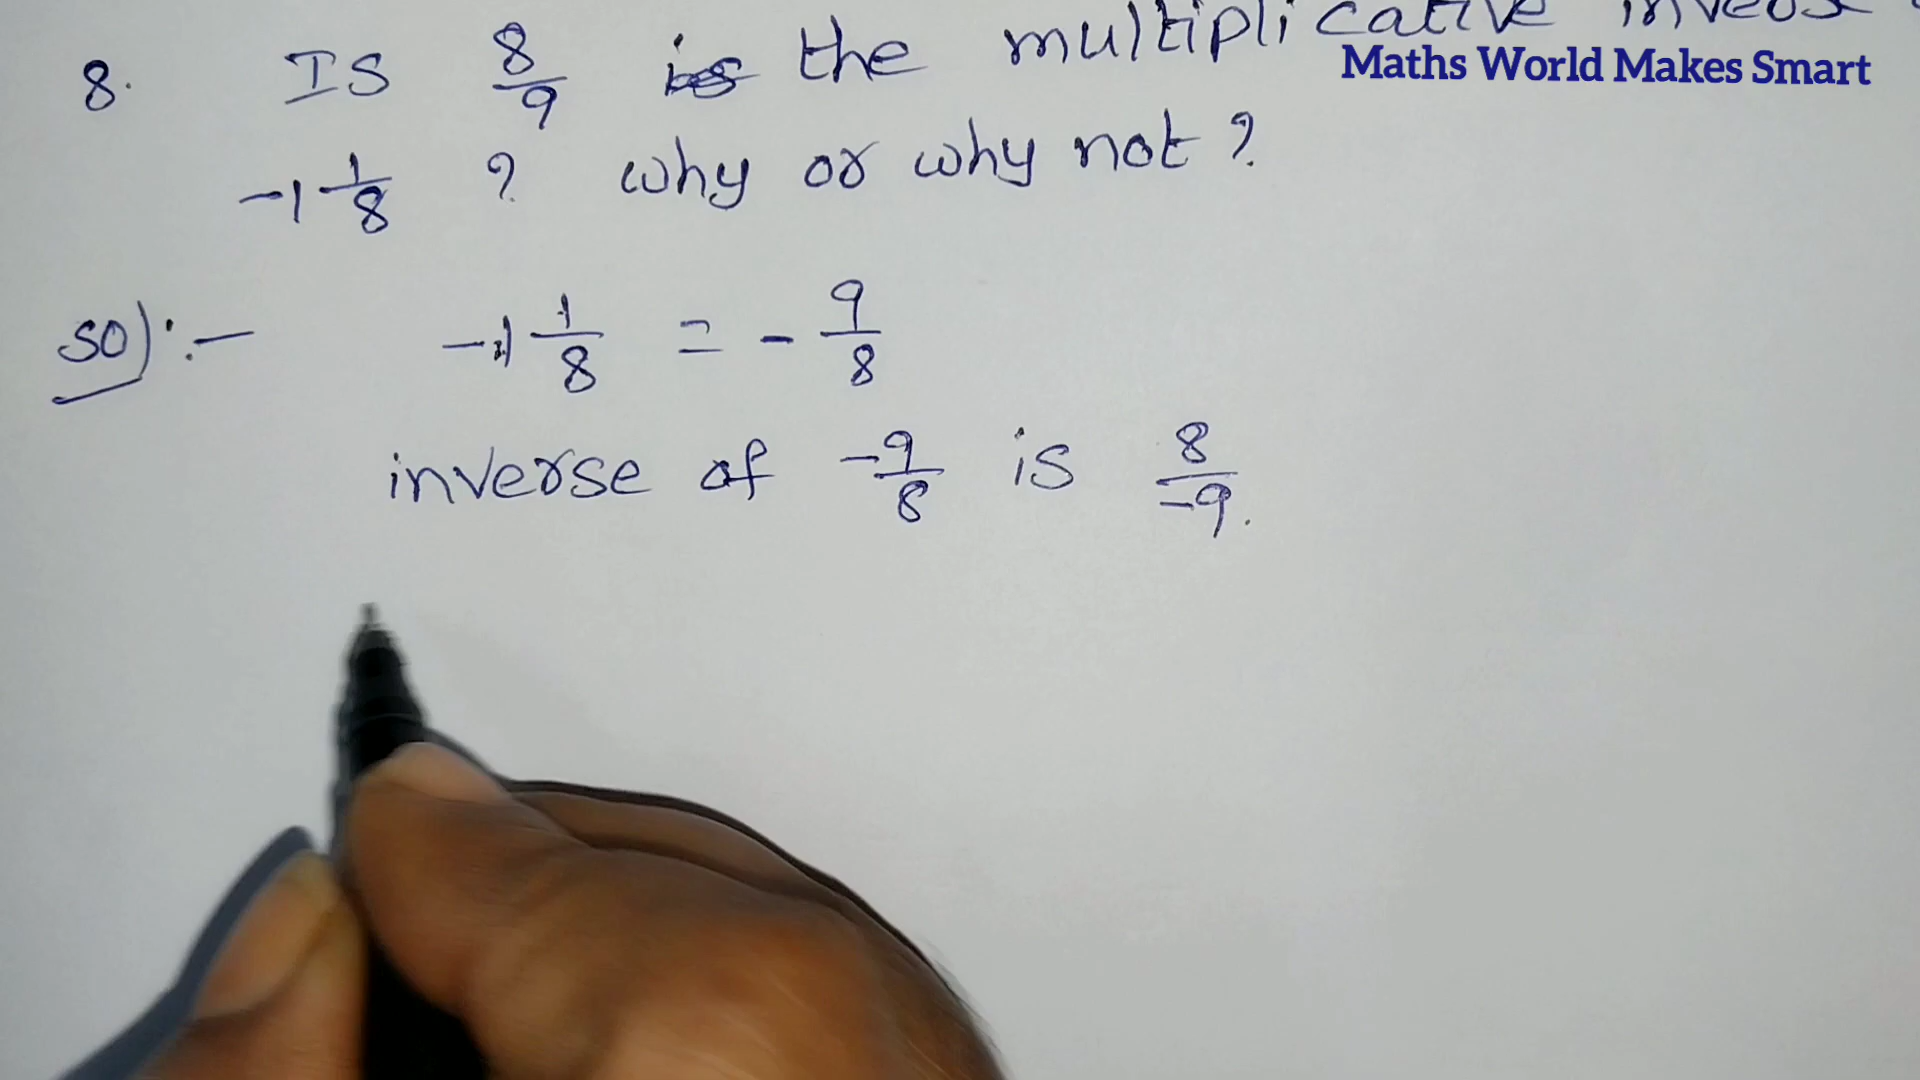 8. Is 8/9 is the multiplicative inverse
Maths World Makes Smart
-1 1/8 ? why or why not ?
Sol:- -1 1/8 = - 9/8
inverse of -9/8 is 8/-9.